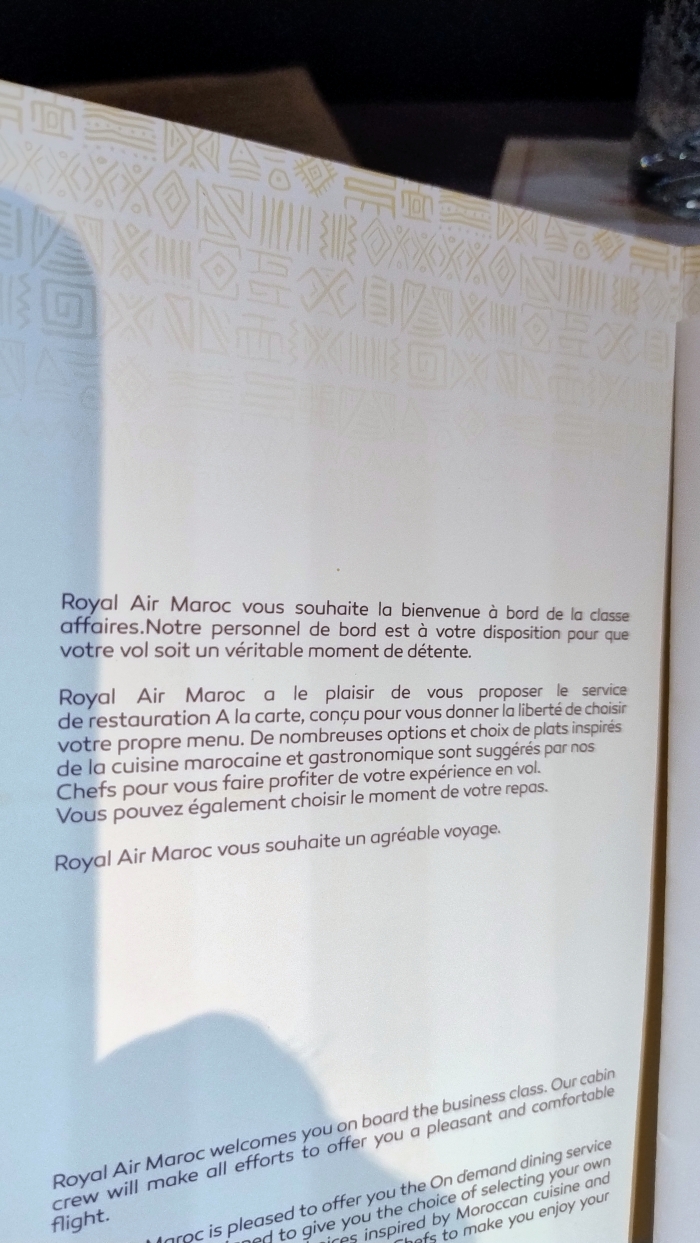 Royal Air Maroc vous souhaite la bienvenue à bord de la classe
affaires.Notre personnel de bord est à votre disposition pour que
votre vol soit un véritable moment de détente.
Royal Air Maroc a le plaisir de vous proposer le service
de restauration A la carte, conçu pour vous donner la liberté de choisir
votre propre menu. De nombreuses options et choix de plats inspirés
de la cuisine marocaine et gastronomique sont suggérés par nos
Chefs pour vous faire profiter de votre expérience en vol.
Vous pouvez également choisir le moment de votre repas.
Royal Air Maroc vous souhaite un agréable voyage.
Royal Air Maroc welcomes you on board the business class. Our cabin
crew will make all efforts to offer you a pleasant and comfortable
flight.
Maroc is pleased to offer you the On demand dining service
to give you the choice of selecting your own
inspired by Moroccan cuisine and
to make you enjoy your